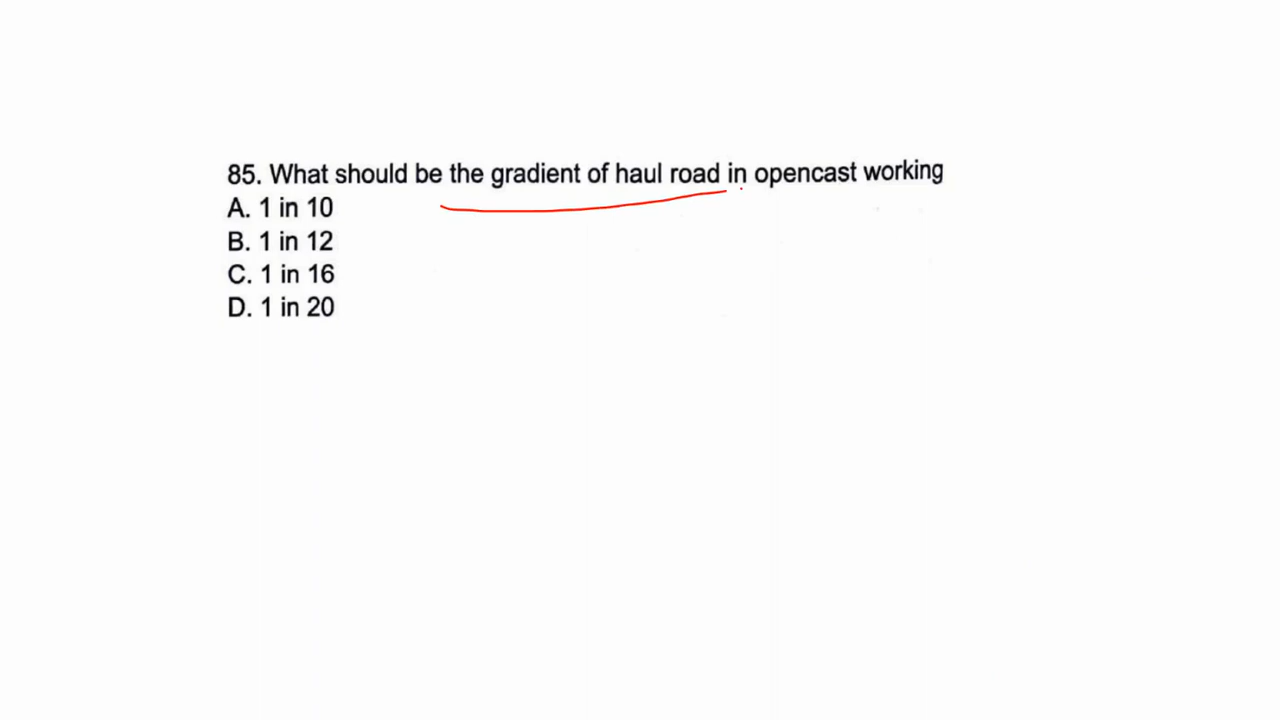 85. What should be the gradient of haul road in opencast working
A. 1 in 10
B. 1 in 12
C. 1 in 16
D. 1 in 20